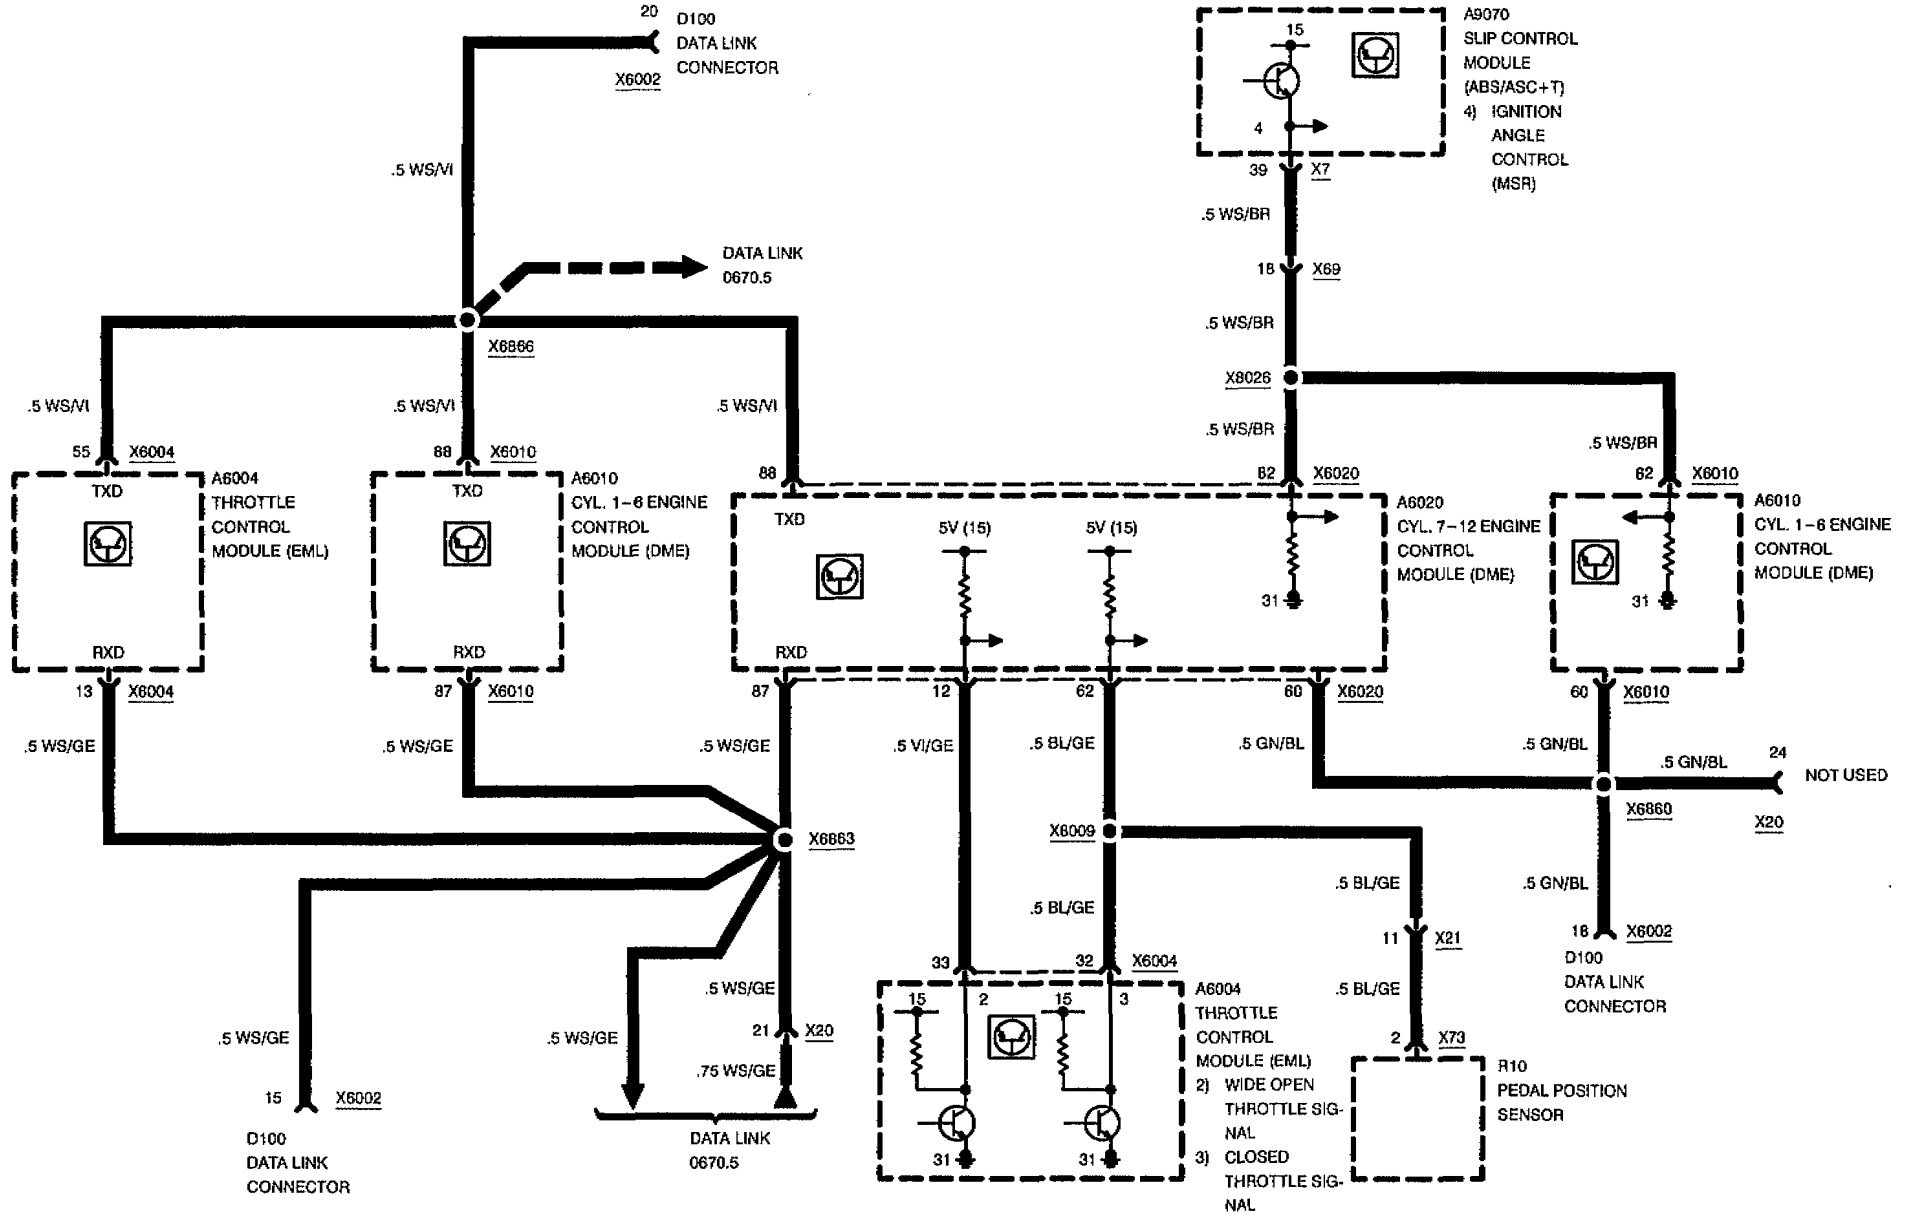 20
D100
DATA LINK
CONNECTOR
X6002
.5 WS/VI
DATA LINK
0670.5
X6866
.5 WS/VI
.5 WS/VI
.5 WS/VI
55
X6004
88
X6010
88
TXD
A6004
THROTTLE
CONTROL
MODULE (EML)
RXD
TXD
A6010
CYL. 1-6 ENGINE
CONTROL
MODULE (DME)
RXD
A9070
SLIP CONTROL
MODULE
(ABS/ASC+T)
4) IGNITION
ANGLE
CONTROL
(MSR)
15
4
39
X7
.5 WS/BR
18
X69
.5 WS/BR
X8026
.5 WS/BR
.5 WS/BR
82
X6020
62
X6010
TXD
5V (15)
5V (15)
31
RXD
A6020
CYL. 7-12 ENGINE
CONTROL
MODULE (DME)
31
A6010
CYL. 1-6 ENGINE
CONTROL
MODULE (DME)
13
X6004
87
X6010
87
12
62
60
X6020
60
X6010
.5 WS/GE
.5 WS/GE
.5 WS/GE
.5 VI/GE
.5 BL/GE
.5 GN/BL
.5 GN/BL
.5 GN/BL
24
NOT USED
X6860
X20
X6863
X6009
.5 BL/GE
.5 BL/GE
.5 GN/BL
11
X21
18
X6002
D100
DATA LINK
CONNECTOR
.5 BL/GE
2
X73
R10
PEDAL POSITION
SENSOR
33
32
X6004
15
2
15
3
31
31
A6004
THROTTLE
CONTROL
MODULE (EML)
2) WIDE OPEN
THROTTLE SIG-
NAL
3) CLOSED
THROTTLE SIG-
NAL
.5 WS/GE
21
X20
.5 WS/GE
.5 WS/GE
.75 WS/GE
15
X6002
D100
DATA LINK
CONNECTOR
DATA LINK
0670.5